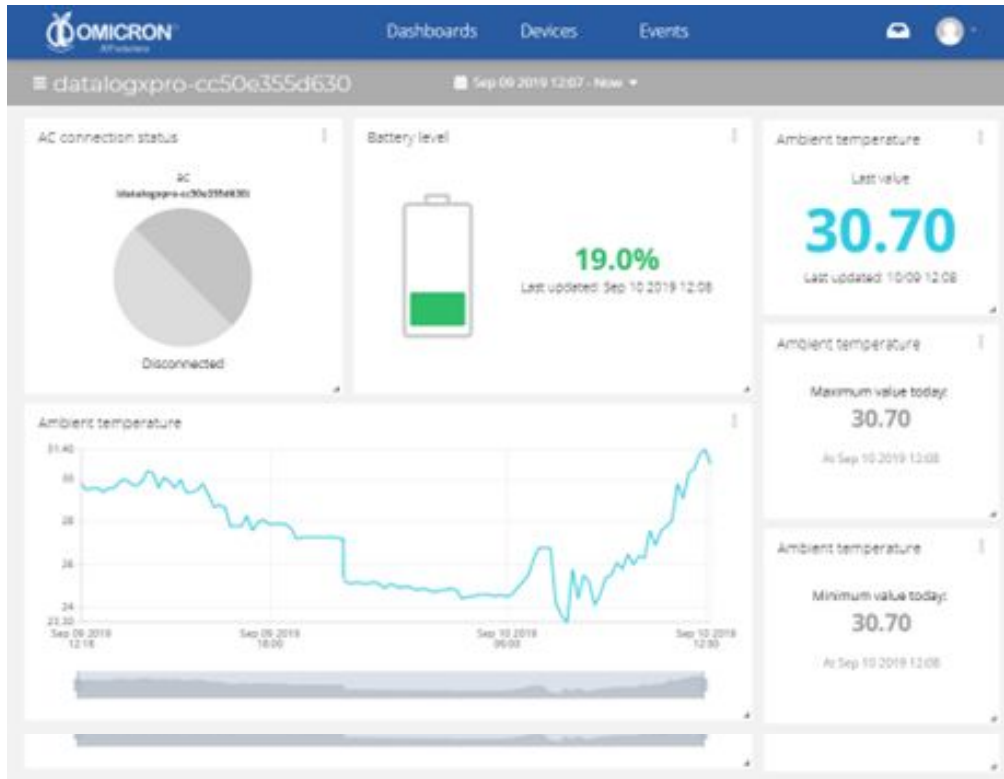 OMICRON
Dashboards
Devices
Events
datalogxpro-cc50e355d630
Sep 09 2019 12:07 - Now
AC connection status
ac
(datalogxpro-cc50e355d630)
Disconnected
Battery level
19.0%
Last updated: Sep 10 2019 12:08
Ambient temperature
Last value
30.70
Last updated: 10/09 12:08
Ambient temperature
Maximum value today:
30.70
At Sep 10 2019 12:08
Ambient temperature
31.40
30
28
26
24
23.30
Sep 09 2019
12:16
Sep 09 2019
18:00
Sep 10 2019
Sep 10 2019
Ambient temperature
Minimum value today:
30.70
At Sep 10 2019 12:08